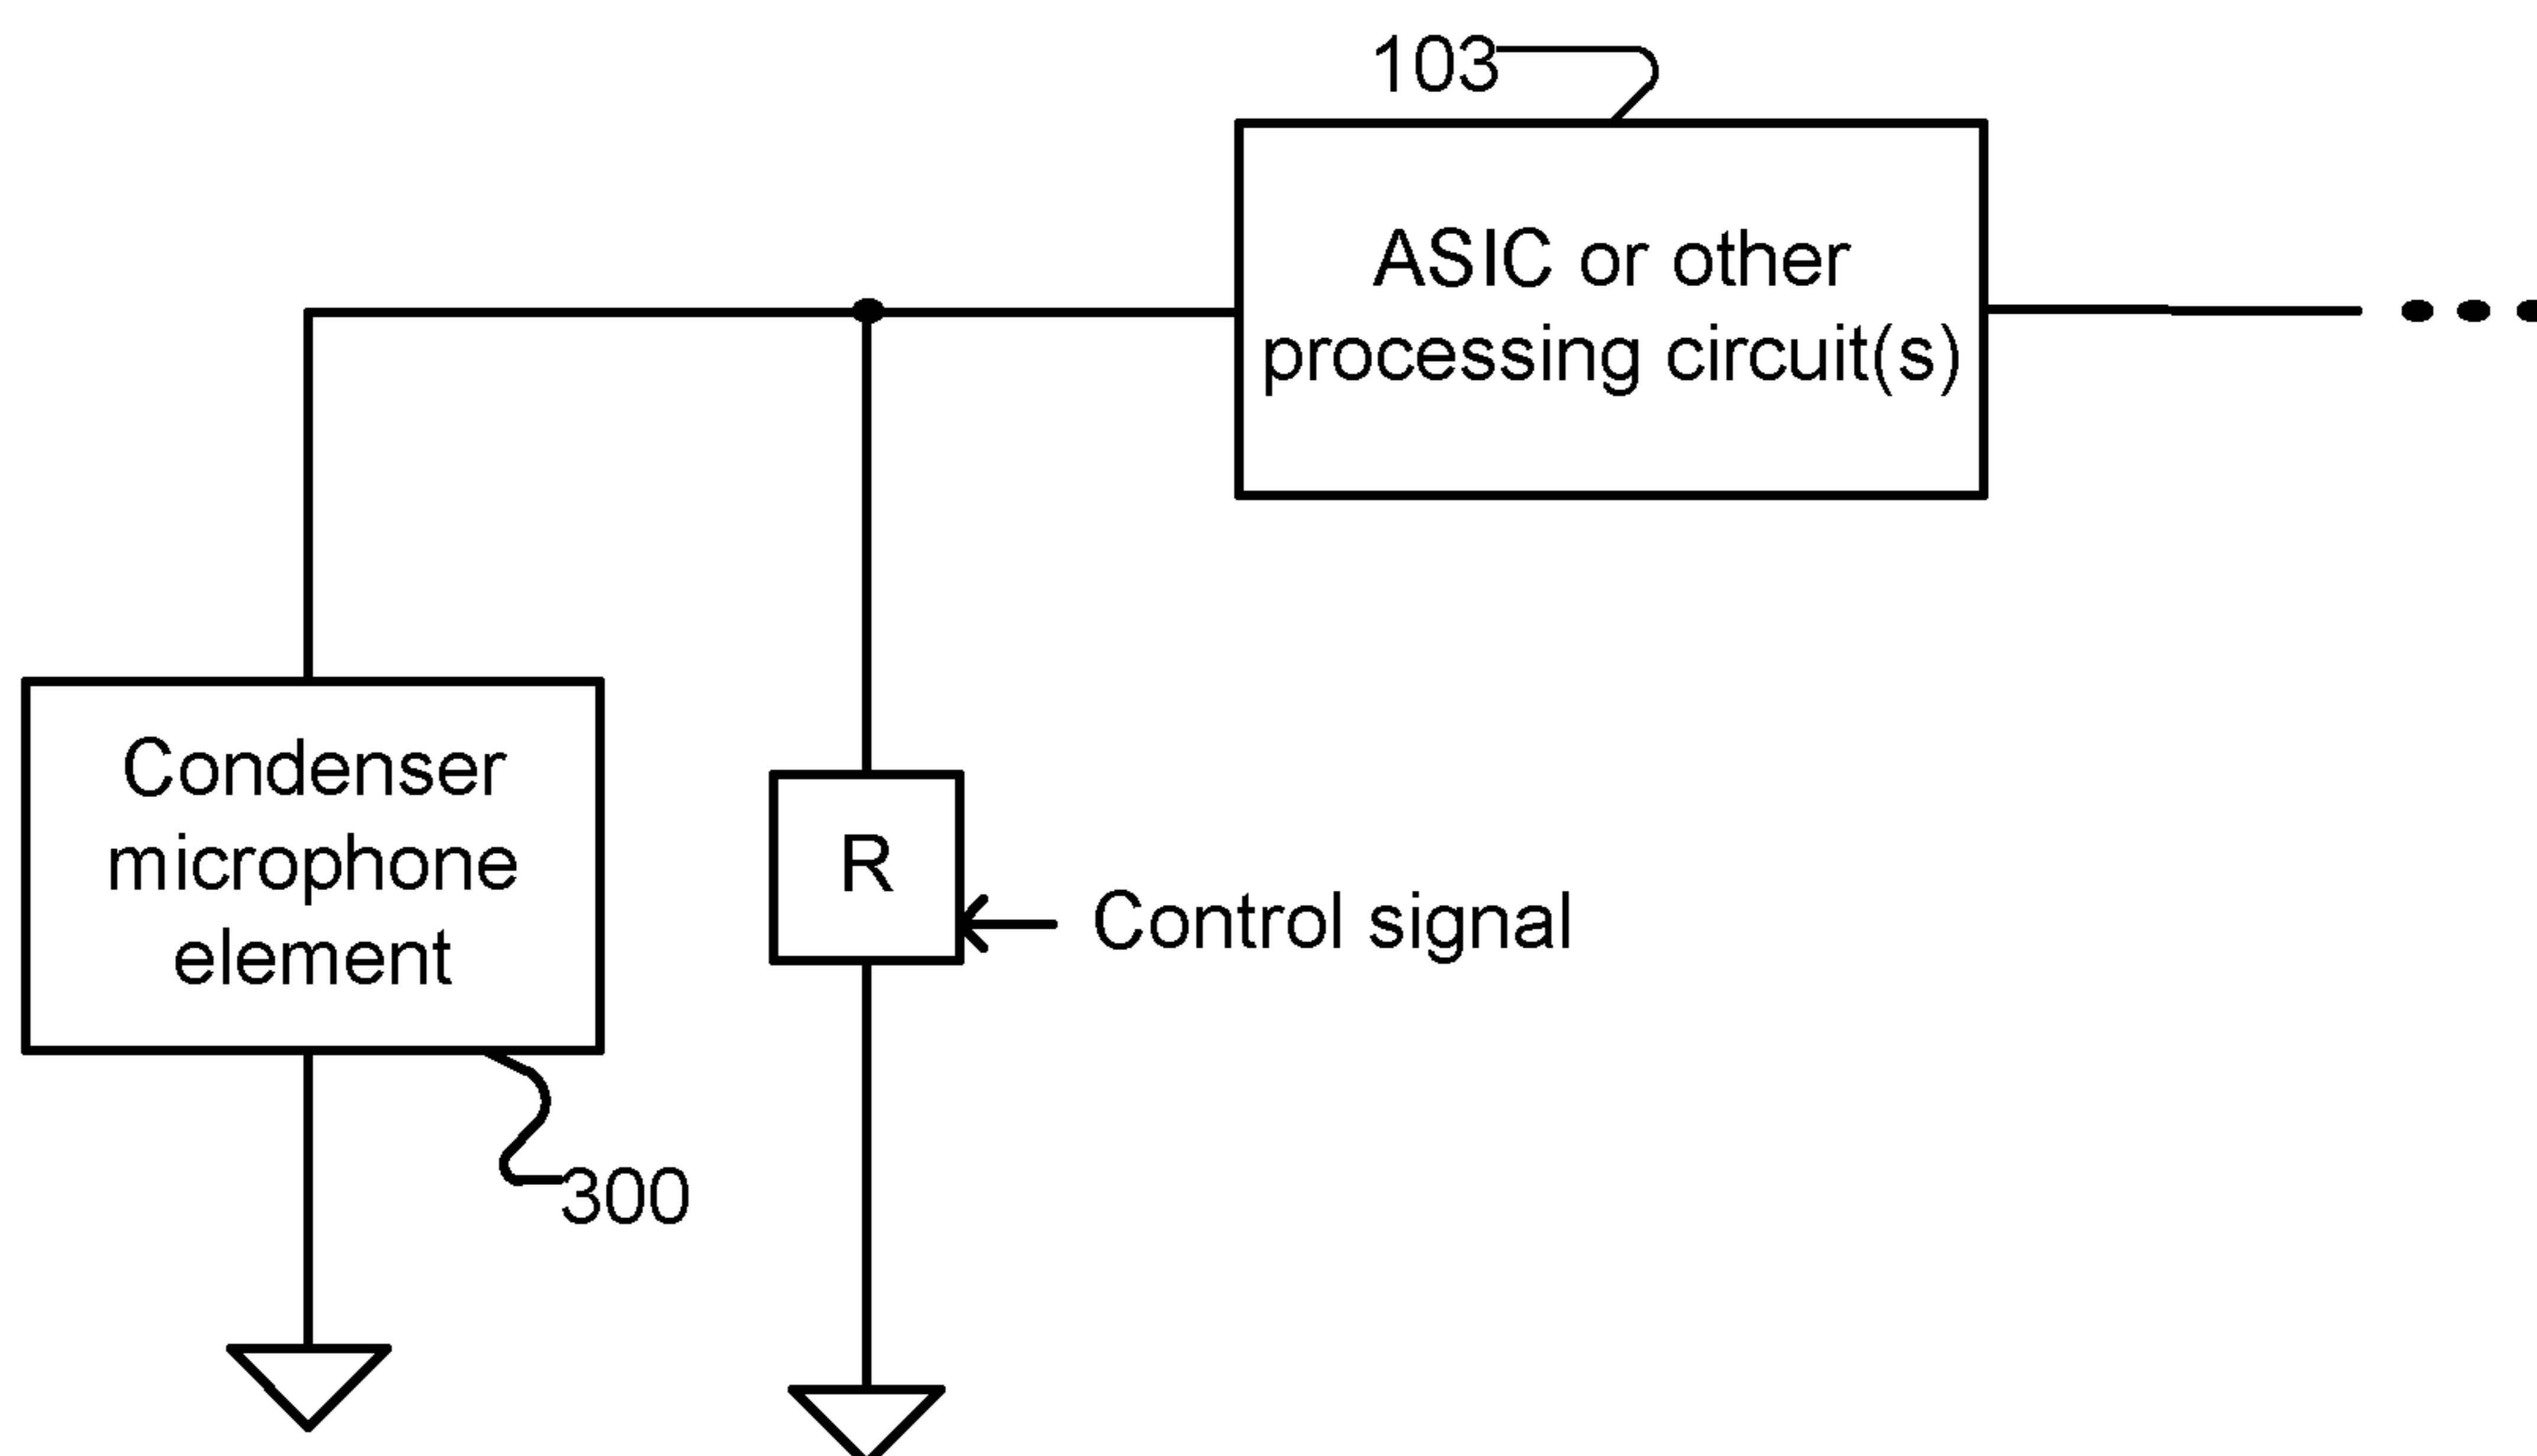 103
ASIC or other
processing circuit(s)
Condenser
microphone
element
R
Control signal
300